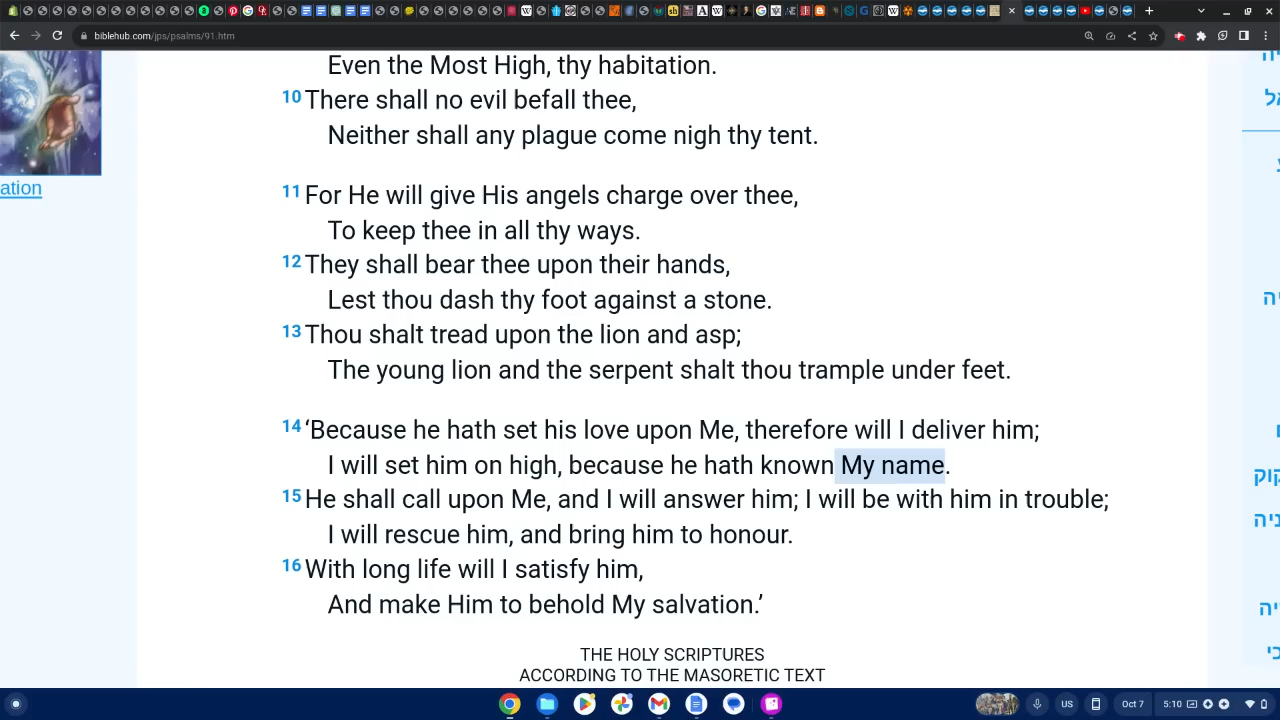 biblehub.com/jps/psalms/91.htm
Even the Most High, thy habitation.
10 There shall no evil befall thee,
Neither shall any plague come nigh thy tent.
ation
11 For He will give His angels charge over thee,
To keep thee in all thy ways.
12 They shall bear thee upon their hands,
Lest thou dash thy foot against a stone.
13 Thou shalt tread upon the lion and asp;
The young lion and the serpent shalt thou trample under feet.
14 ‘Because he hath set his love upon Me, therefore will I deliver him;
I will set him on high, because he hath known My name.
15 He shall call upon Me, and I will answer him; I will be with him in trouble;
I will rescue him, and bring him to honour.
16 With long life will I satisfy him,
And make Him to behold My salvation.’
THE HOLY SCRIPTURES
ACCORDING TO THE MASORETIC TEXT
US
Oct 7
5:10